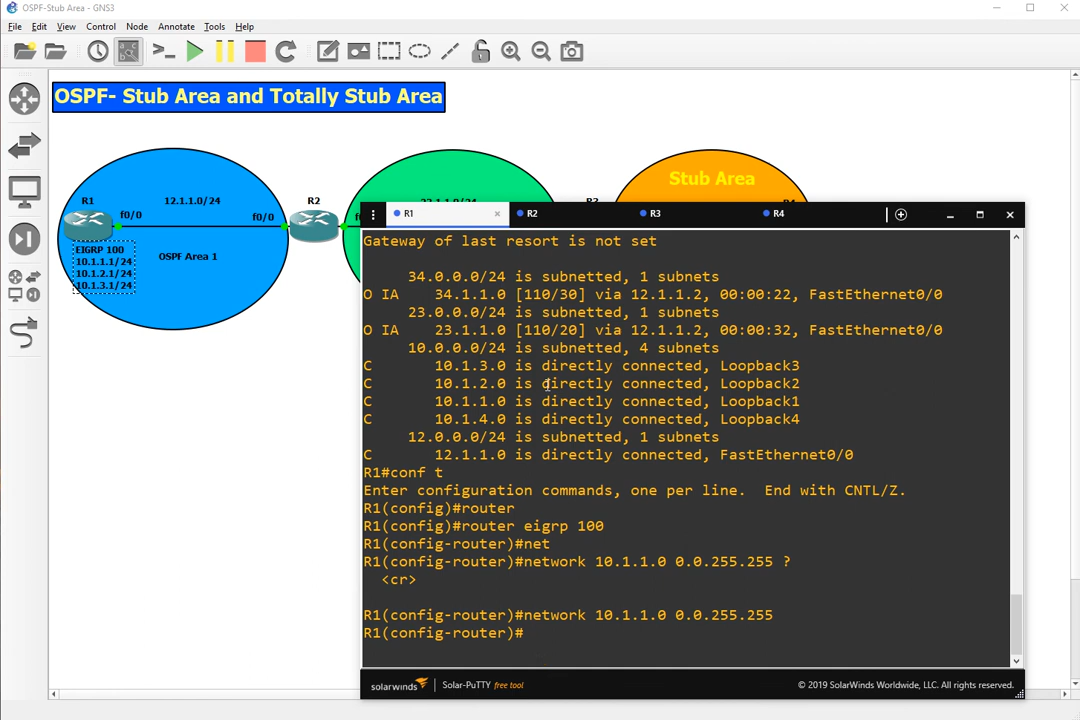 OSPF-Stub Area - GNS3
File Edit View Control Node Annotate Tools Help
OSPF- Stub Area and Totally Stub Area
Stub Area
R1
12.1.1.0/24
R2
f0/0
f0/0
EIGRP 100
10.1.1.1/24
10.1.2.1/24
10.1.3.1/24
OSPF Area 1
R1
R2
R3
R4
Gateway of last resort is not set
34.0.0.0/24 is subnetted, 1 subnets
O IA 34.1.1.0 [110/30] via 12.1.1.2, 00:00:22, FastEthernet0/0
23.0.0.0/24 is subnetted, 1 subnets
O IA 23.1.1.0 [110/20] via 12.1.1.2, 00:00:32, FastEthernet0/0
10.0.0.0/24 is subnetted, 4 subnets
C 10.1.3.0 is directly connected, Loopback3
C 10.1.2.0 is directly connected, Loopback2
C 10.1.1.0 is directly connected, Loopback1
C 10.1.4.0 is directly connected, Loopback4
12.0.0.0/24 is subnetted, 1 subnets
C 12.1.1.0 is directly connected, FastEthernet0/0
R1#conf t
Enter configuration commands, one per line. End with CNTL/Z.
R1(config)#router
R1(config)#router eigrp 100
R1(config-router)#net
R1(config-router)#network 10.1.1.0 0.0.255.255 ?
<cr>
R1(config-router)#network 10.1.1.0 0.0.255.255
R1(config-router)#
solarwinds Solar-PuTTY free tool
© 2019 SolarWinds Worldwide, LLC. All rights reserved.